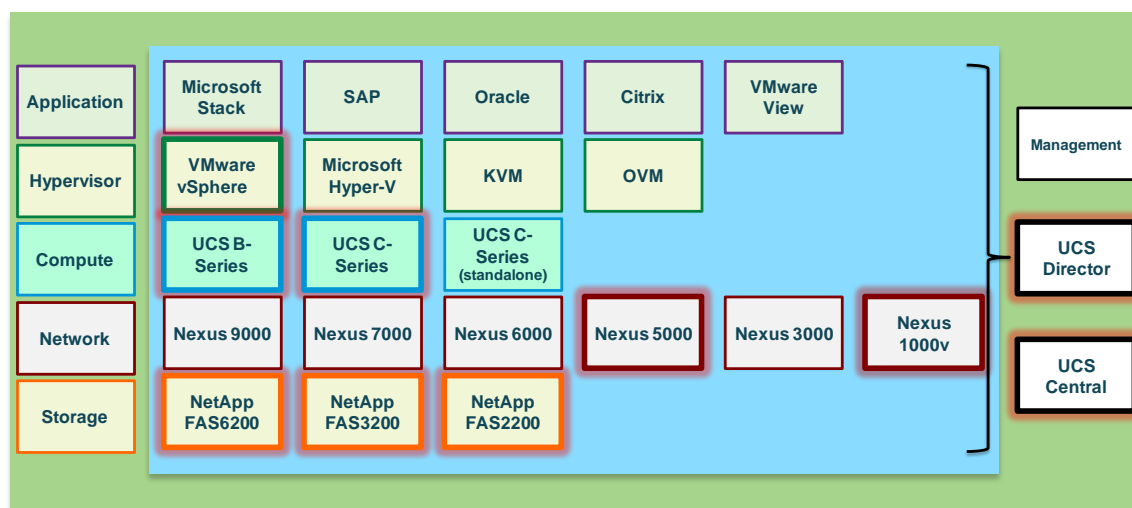 Application
Microsoft
Stack
SAP
Oracle
Citrix
VMware
View
Hypervisor
VMware
vSphere
Microsoft
Hyper-V
KVM
OVM
Compute
UCS B-
Series
UCS C-
Series
UCS C-
Series
(standalone)
Network
Nexus 9000
Nexus 7000
Nexus 6000
Nexus 5000
Nexus 3000
Nexus
1000v
Storage
NetApp
FAS6200
NetApp
FAS3200
NetApp
FAS2200
Management
UCS
Director
UCS
Central